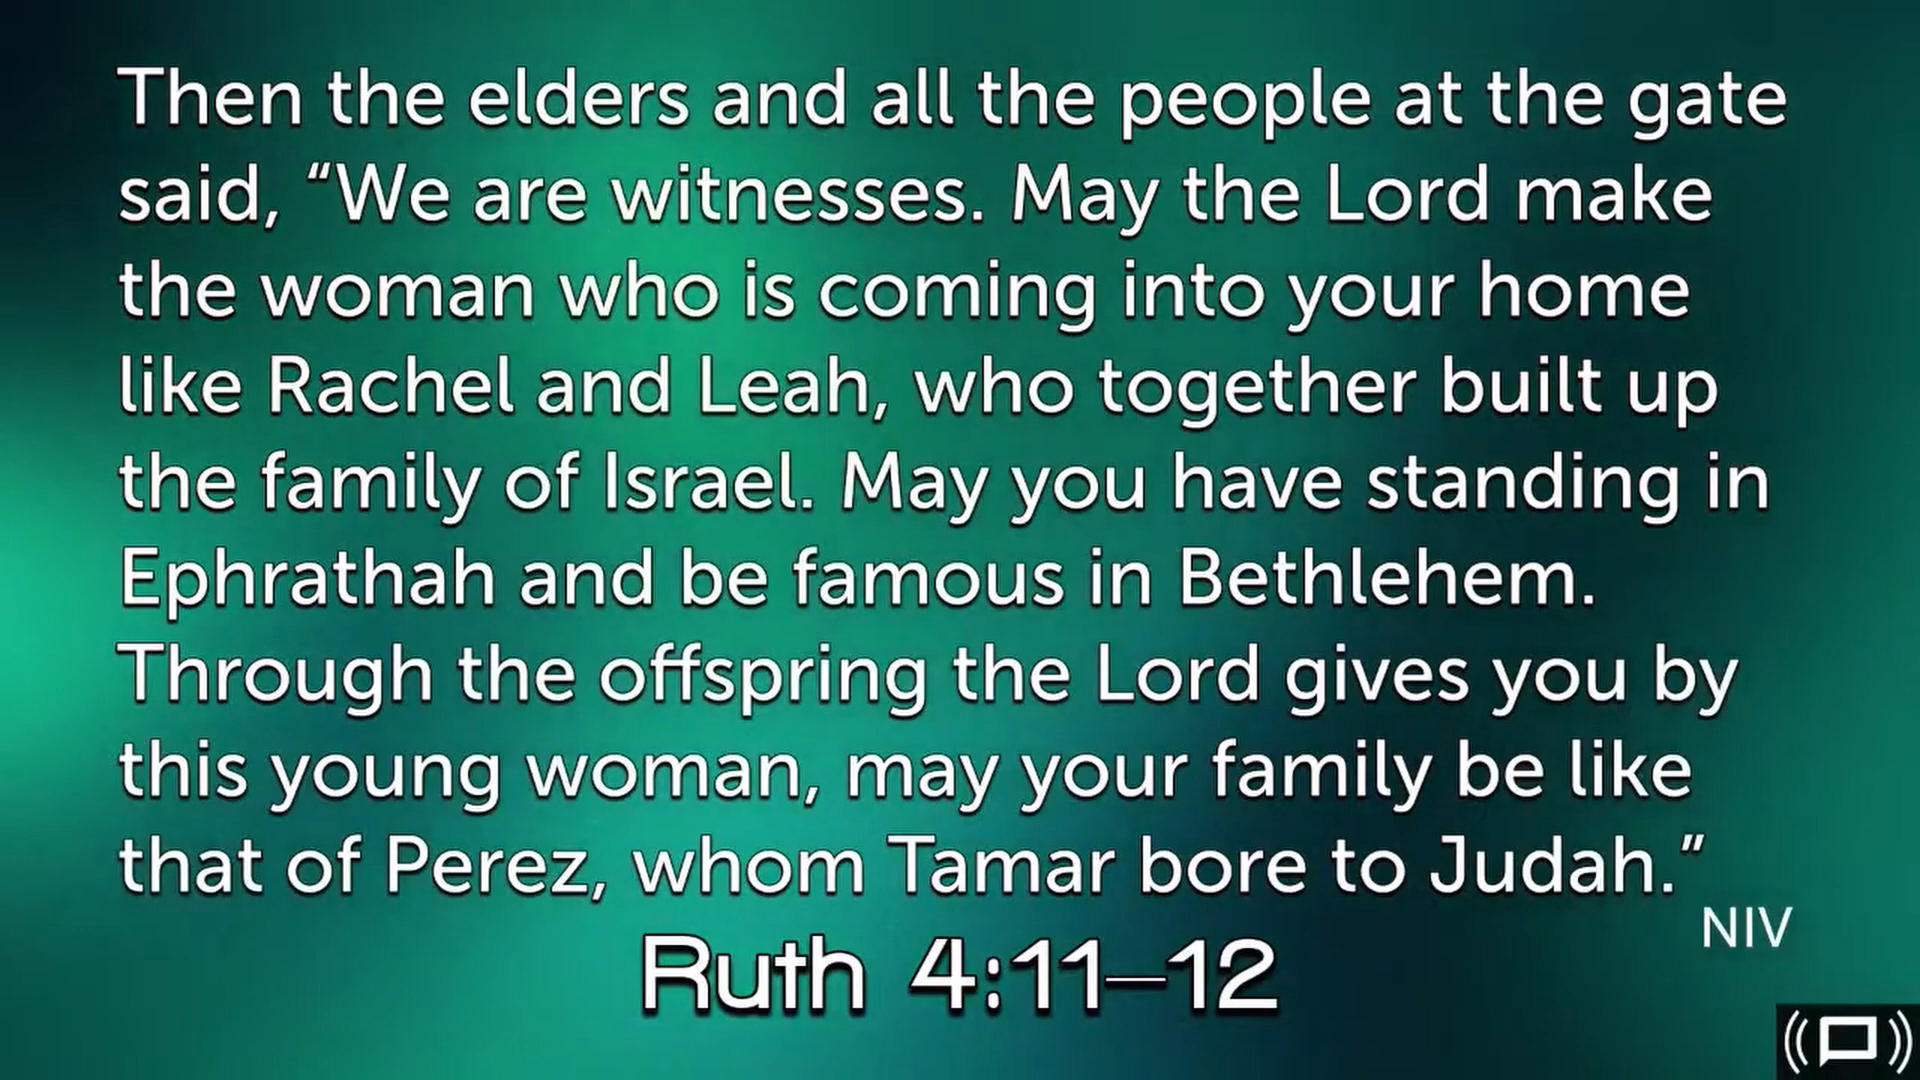 Then the elders and all the people at the gate
said, “We are witnesses. May the Lord make
the woman who is coming into your home
like Rachel and Leah, who together built up
the family of Israel. May you have standing in
Ephrathah and be famous in Bethlehem.
Through the offspring the Lord gives you by
this young woman, may your family be like
that of Perez, whom Tamar bore to Judah.”
NIV
Ruth 4:11–12